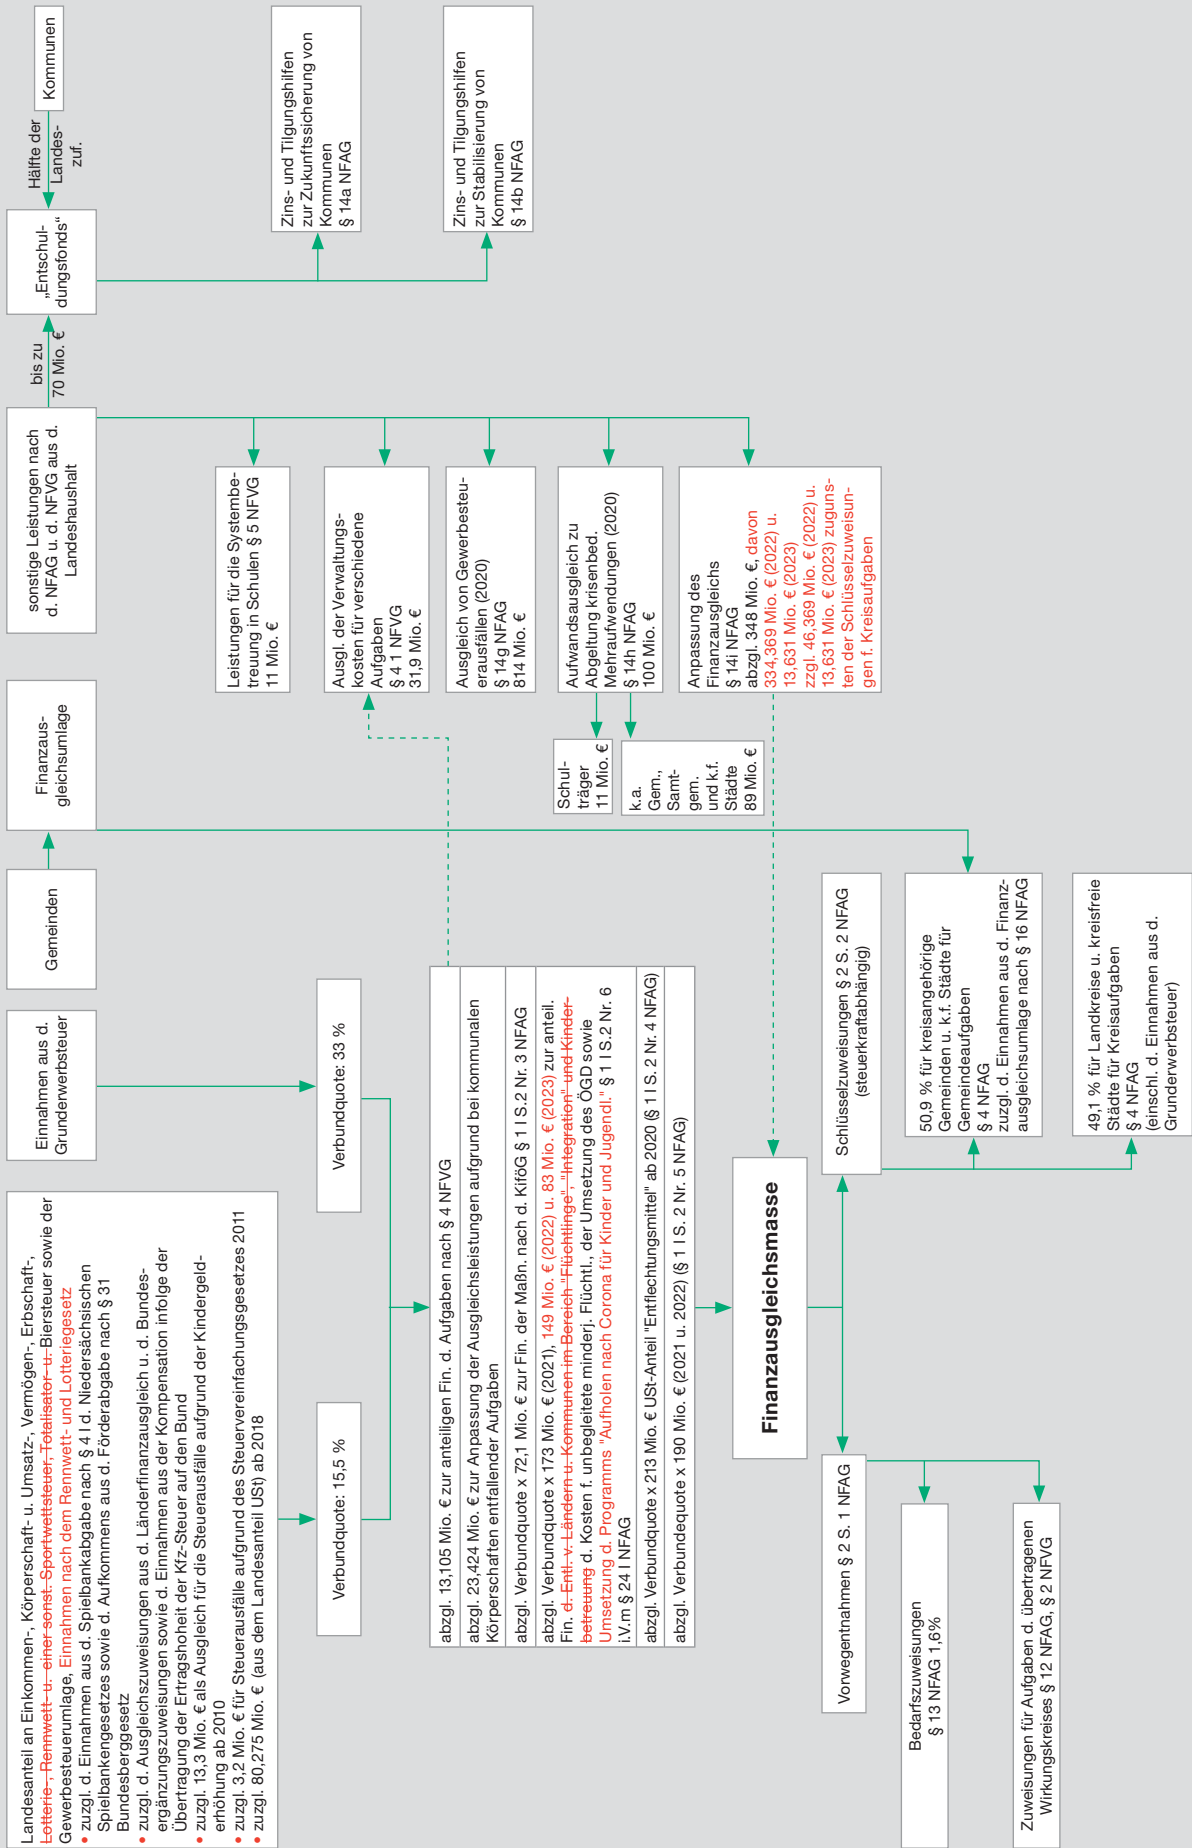 Landesanteil an Einkommen-, Körperschaft- u. Umsatz-, Vermögen-, Erbschaft-,
Lotterie-, Rennwett- u. einer sonst. Sportwettsteuer, Totalisator- u. Biersteuer sowie der
Gewerbesteuerumlage, Einnahmen nach dem Rennwett- und Lotteriegesetz
• zuzgl. d. Einnahmen aus d. Spielbankabgabe nach § 4 I d. Niedersächsischen
Spielbankengesetzes sowie d. Aufkommens aus d. Förderabgabe nach § 31
Bundesberggesetz
• zuzgl. d. Ausgleichszuweisungen aus d. Länderfinanzausgleich u. d. Bundes-
ergänzungszuweisungen sowie d. Einnahmen aus der Kompensation infolge der
Übertragung der Ertragshoheit der Kfz-Steuer auf den Bund
• zuzgl. 13,3 Mio. € als Ausgleich für die Steuerausfälle aufgrund der Kindergeld-
erhöhung ab 2010
• zuzgl. 3,2 Mio. € für Steuerausfälle aufgrund des Steuervereinfachungsgesetzes 2011
• zuzgl. 80,275 Mio. € (aus dem Landesanteil USt) ab 2018
Einnahmen aus d.
Grunderwerbsteuer
Gemeinden
Finanzaus-
gleichsumlage
sonstige Leistungen nach
d. NFAG u. d. NFVG aus d.
Landeshaushalt
bis zu
70 Mio. €
„Entschul-
dungsfonds“
Hälfte der
Landes-
zuf.
Kommunen
Verbundquote: 15,5 %
Verbundquote: 33 %
Leistungen für die Systembe-
treuung in Schulen § 5 NFVG
11 Mio. €
Ausgl. der Verwaltungs-
kosten für verschiedene
Aufgaben
§ 4 1 NFVG
31,9 Mio. €
Ausgleich von Gewerbesteu-
erausfällen (2020)
§ 14g NFAG
814 Mio. €
Aufwandsausgleich zu
Abgeltung krisenbed.
Mehraufwendungen (2020)
§ 14h NFAG
100 Mio. €
Schul-
träger
11 Mio. €
k.a.
Gem.,
Samt-
gem.
und k.f.
Städte
89 Mio. €
Anpassung des
Finanzausgleichs
§ 14i NFAG
abzgl. 348 Mio. €, davon
334,369 Mio. € (2022) u.
13,631 Mio. € (2023)
zzgl. 46,369 Mio. € (2022) u.
13,631 Mio. € (2023) zuguns-
ten der Schlüsselzuweisun-
gen f. Kreisaufgaben
Zins- und Tilgungshilfen
zur Zukunftssicherung von
Kommunen
§ 14a NFAG
Zins- und Tilgungshilfen
zur Stabilisierung von
Kommunen
§ 14b NFAG
abzgl. 13,105 Mio. € zur anteiligen Fin. d. Aufgaben nach § 4 NFVG
abzgl. 23,424 Mio. € zur Anpassung der Ausgleichsleistungen aufgrund bei kommunalen
Körperschaften entfallender Aufgaben
abzgl. Verbundquote x 72,1 Mio. € zur Fin. der Maßn. nach d. KiföG § 1 I S.2 Nr. 3 NFAG
abzgl. Verbundquote x 173 Mio. € (2021), 149 Mio. € (2022) u. 83 Mio. € (2023) zur anteil.
Fin. d. Entl. v. Ländern u. Kommunen im Bereich "Flüchtlinge", "Integration" und Kinder-
betreuung d. Kosten f. unbegleitete minderj. Flüchtl., der Umsetzung des ÖGD sowie
Umsetzung d. Programms "Aufholen nach Corona für Kinder und Jugendl." § 1 I S.2 Nr. 6
i.V.m § 24 I NFAG
abzgl. Verbundquote x 213 Mio. € USt-Anteil "Entflechtungsmittel" ab 2020 (§ 1 I S. 2 Nr. 4 NFAG)
abzgl. Verbundequote x 190 Mio. € (2021 u. 2022) (§ 1 I S. 2 Nr. 5 NFAG)
Finanzausgleichsmasse
Vorwegentnahmen § 2 S. 1 NFAG
Schlüsselzuweisungen § 2 S. 2 NFAG
(steuerkraftabhängig)
Bedarfszuweisungen
§ 13 NFAG 1,6%
Zuweisungen für Aufgaben d. übertragenen
Wirkungskreises § 12 NFAG, § 2 NFVG
50,9 % für kreisangehörige
Gemeinden u. k.f. Städte für
Gemeindeaufgaben
§ 4 NFAG
zuzgl. d. Einnahmen aus d. Finanz-
ausgleichsumlage nach § 16 NFAG
49,1 % für Landkreise u. kreisfreie
Städte für Kreisaufgaben
§ 4 NFAG
(einschl. d. Einnahmen aus d.
Grunderwerbsteuer)